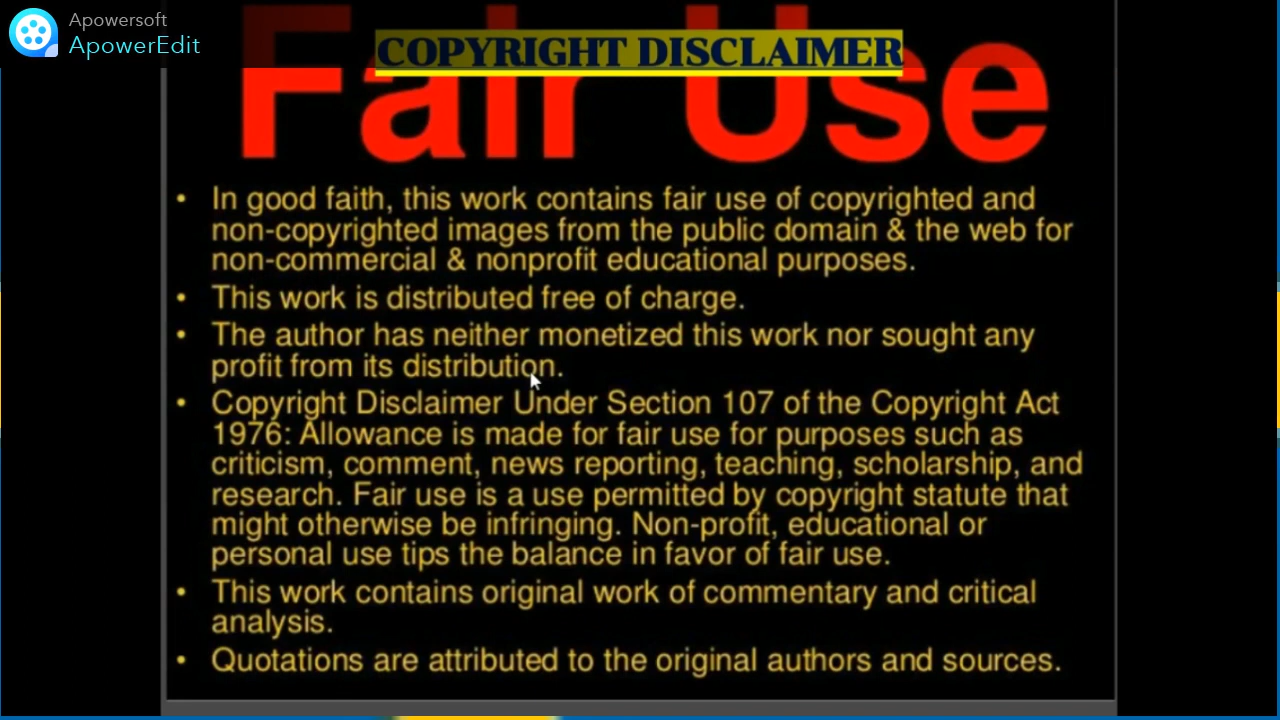 Apowersoft
ApowerEdit
COPYRIGHT DISCLAIMER
Fair Use
• In good faith, this work contains fair use of copyrighted and
non-copyrighted images from the public domain & the web for
non-commercial & nonprofit educational purposes.
• This work is distributed free of charge.
• The author has neither monetized this work nor sought any
profit from its distribution.
• Copyright Disclaimer Under Section 107 of the Copyright Act
1976: Allowance is made for fair use for purposes such as
criticism, comment, news reporting, teaching, scholarship, and
research. Fair use is a use permitted by copyright statute that
might otherwise be infringing. Non-profit, educational or
personal use tips the balance in favor of fair use.
• This work contains original work of commentary and critical
analysis.
• Quotations are attributed to the original authors and sources.